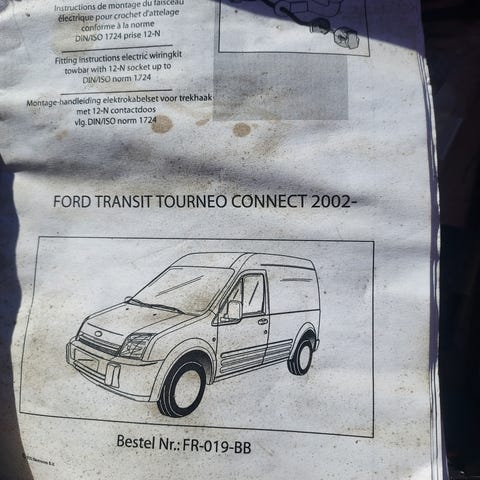 Instructions de montage du faisceau
électrique pour crochet d'attelage
conforme à la norme
DIN/ISO 1724 prise 12-N
Fitting instructions electric wiringkit
towbar with 12-N socket up to
DIN/ISO norm 1724
Montage-handleiding elektrokabelset voor trekhaak
met 12-N contactdoos
vlg. DIN/ISO norm 1724
FORD TRANSIT TOURNEO CONNECT 2002-
Bestel Nr.: FR-019-BB